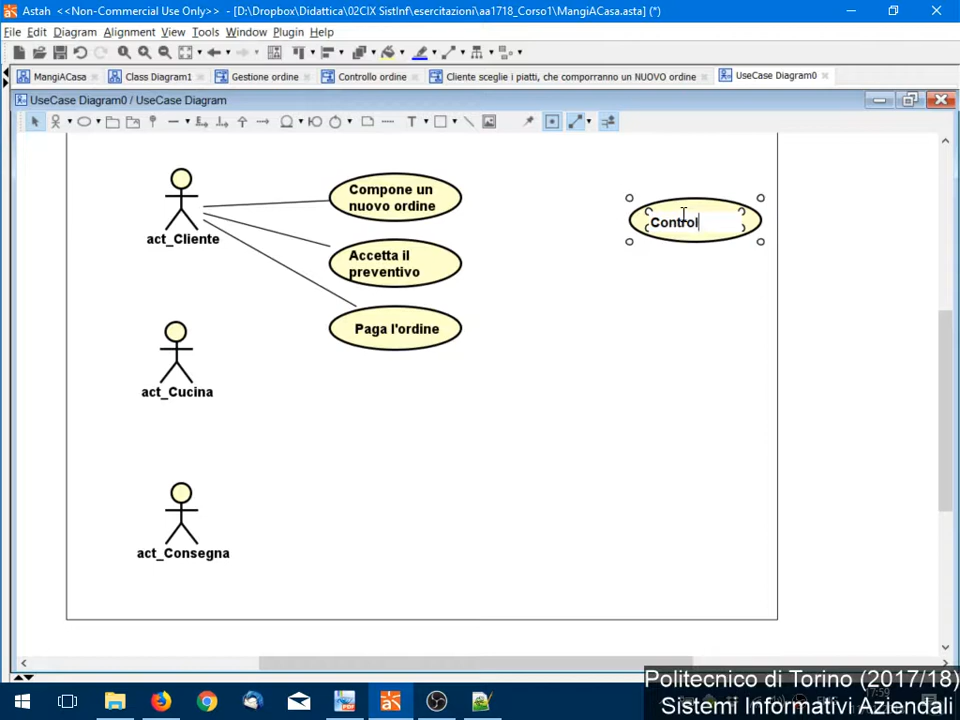 Astah <<Non-Commercial Use Only>> - [D:\Dropbox\Didattica\02CIX SistInf\esercitazioni\aa1718_Corso1\MangiACasa.asta] (*)
File Edit Diagram Alignment View Tools Window Plugin Help
MangiACasa Class Diagram1 Gestione ordine Controllo ordine Cliente sceglie i piatti, che comporranno un NUOVO ordine UseCase Diagram0
UseCase Diagram0 / UseCase Diagram
T
Compone un
nuovo ordine
Control
act_Cliente
Accetta il
preventivo
Paga l'ordine
act_Cucina
act_Consegna
Politecnico di Torino (2017/18)
17:59
Sistemi Informativi Aziendali